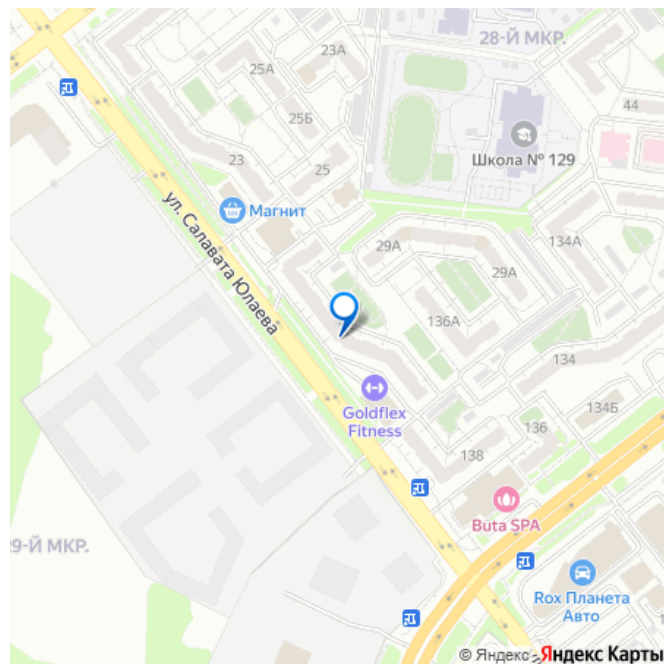 28-Й МКР.
23А
25А
44
25Б
Школа № 129
23
25
Магнит
ул. Салавата Юлаева
29А
134А
29А
136А
134
Goldflex
Fitness
134Б
136
138
Buta SPA
9-Й МКР.
Rox Планета
Авто
© Яндекс
Яндекс Карты